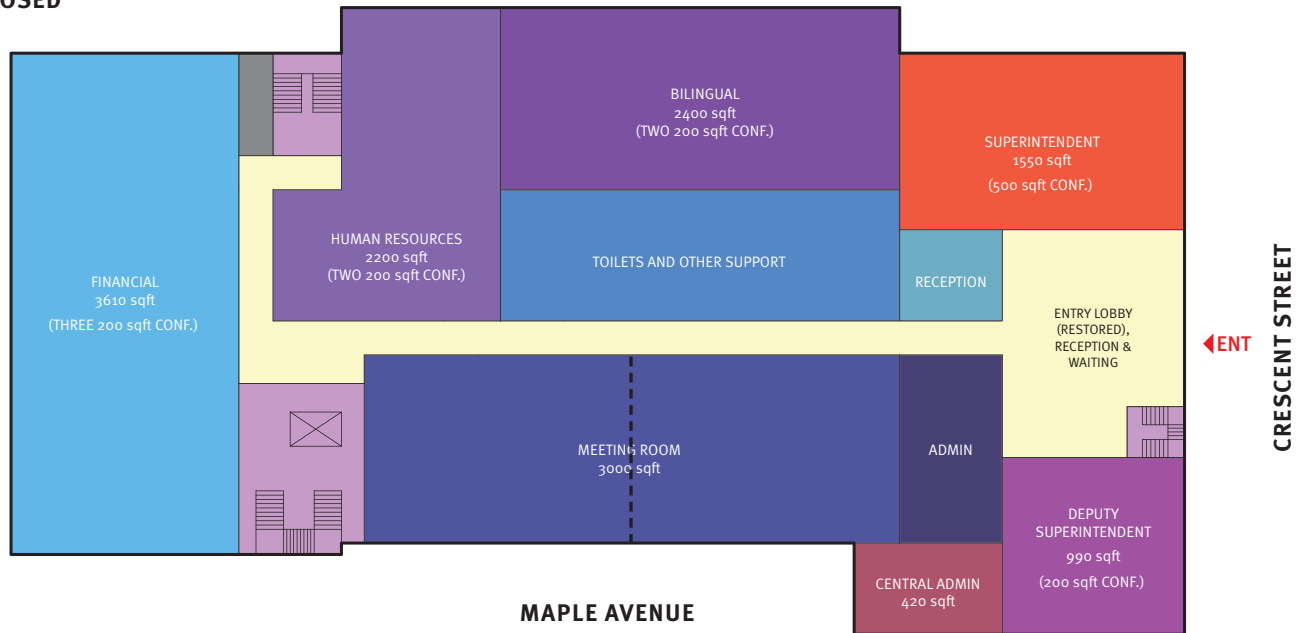 OSED
BILINGUAL
2400 sqft
(TWO 200 sqft CONF.)
SUPERINTENDENT
1550 sqft
(500 sqft CONF.)
HUMAN RESOURCES
2200 sqft
(TWO 200 sqft CONF.)
TOILETS AND OTHER SUPPORT
RECEPTION
FINANCIAL
3610 sqft
(THREE 200 sqft CONF.)
ENTRY LOBBY
(RESTORED),
RECEPTION &
WAITING
ENT
CRESCENT STREET
MEETING ROOM
3000 sqft
ADMIN
DEPUTY
SUPERINTENDENT
990 sqft
(200 sqft CONF.)
CENTRAL ADMIN
420 sqft
MAPLE AVENUE